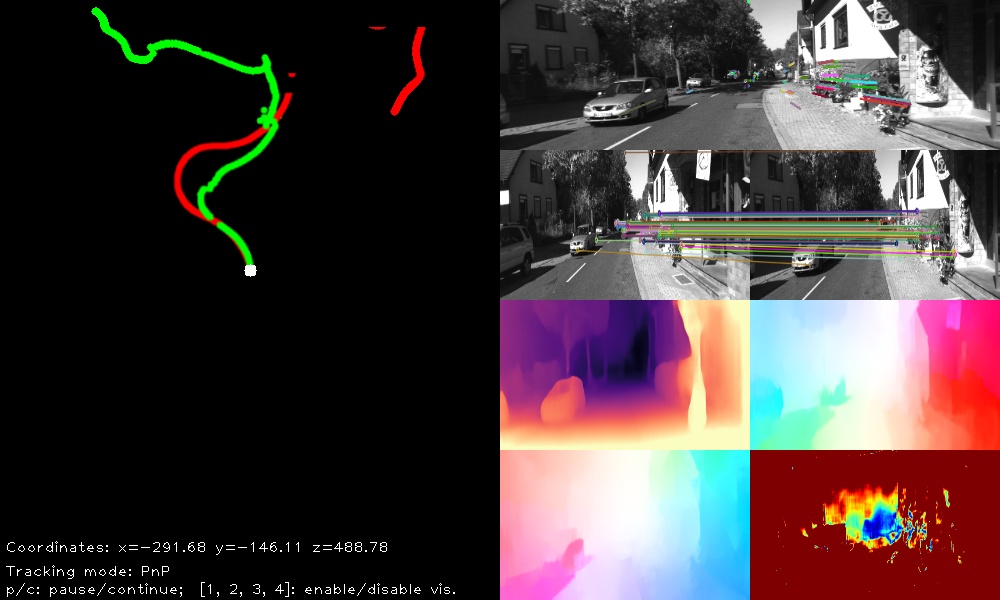 Coordinates: x=-291.68 y=-146.11 z=488.78
Tracking mode: PnP
p/c: pause/continue;  [1, 2, 3, 4]: enable/disable vis.